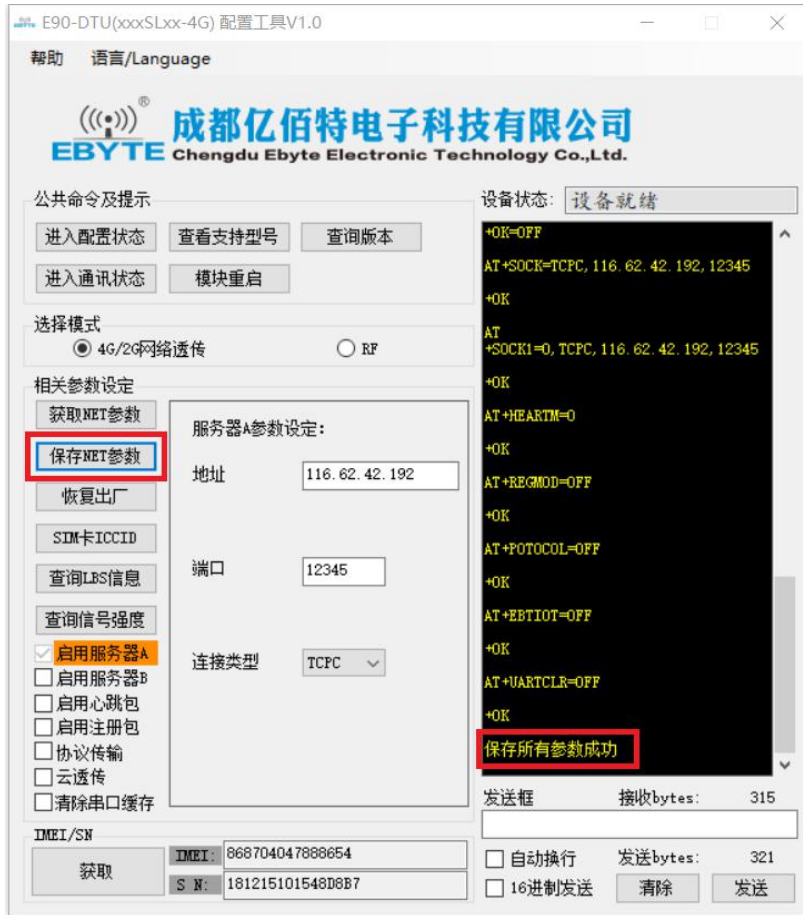 E90-DTU(xxxSLxx-4G) 配置工具V1.0
帮助 语言/Language
EBYTE ®
成都亿佰特电子科技有限公司
Chengdu Ebyte Electronic Technology Co.,Ltd.
公共命令及提示
进入配置状态 查看支持型号 查询版本
进入通讯状态 模块重启
选择模式
4G/2G网络透传 RF
相关参数设定
获取NET参数
保存NET参数
恢复出厂
SIM卡ICCID
查询LBS信息
查询信号强度
启用服务器A
启用服务器B
启用心跳包
启用注册包
协议传输
云透传
清除串口缓存
服务器A参数设定:
地址 116.62.42.192
端口 12345
连接类型 TCPC
IMEI/SN
获取
IMEI: 868704047888654
S N: 181215101548D8B7
设备状态: 设备就绪
+OK=OFF
AT+SOCK=TCPC,116.62.42.192,12345
+OK
AT
+SOCK1=0,TCPC,116.62.42.192,12345
+OK
AT+HEARTM=0
+OK
AT+REGMOD=OFF
+OK
AT+POTOCOL=OFF
+OK
AT+EBTIOT=OFF
+OK
AT+UARTCLR=OFF
+OK
保存所有参数成功
发送框 接收bytes: 315
自动换行 发送bytes: 321
16进制发送 清除 发送